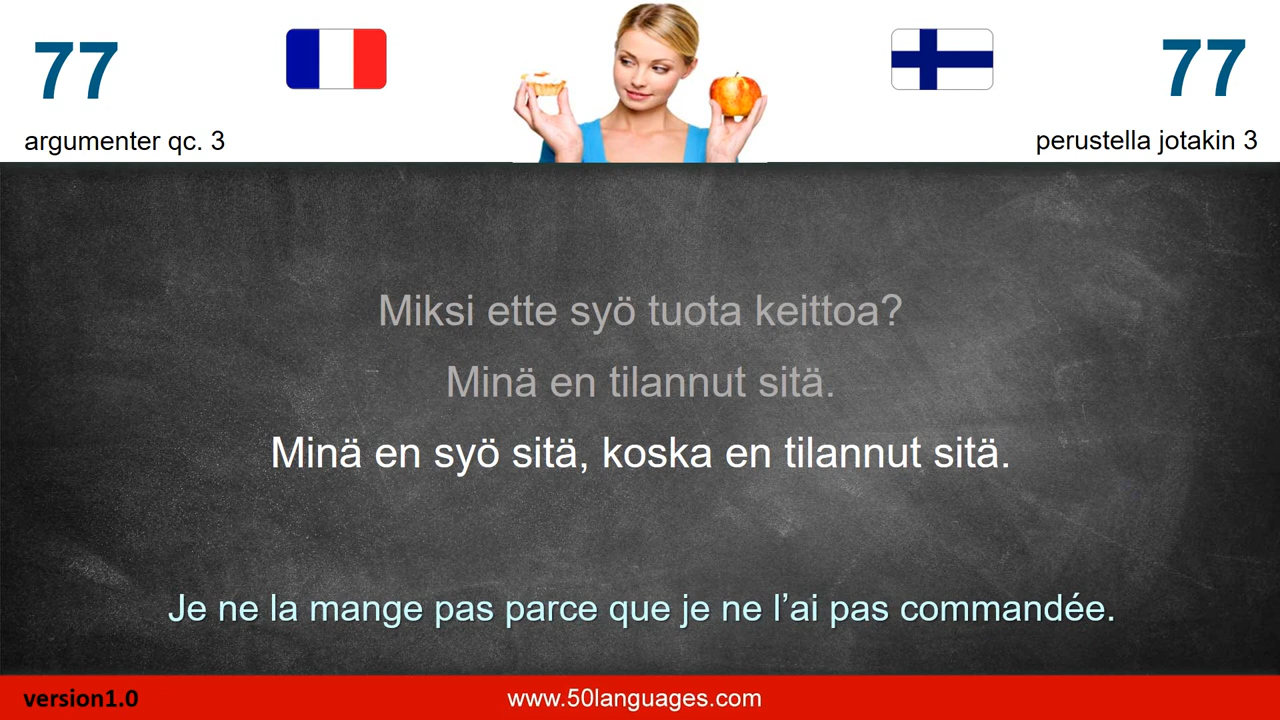 77
77
argumenter qc. 3
perustella jotakin 3
Miksi ette syö tuota keittoa?
Minä en tilannut sitä.
Minä en syö sitä, koska en tilannut sitä.
Je ne la mange pas parce que je ne l’ai pas commandée.
version1.0
www.50languages.com